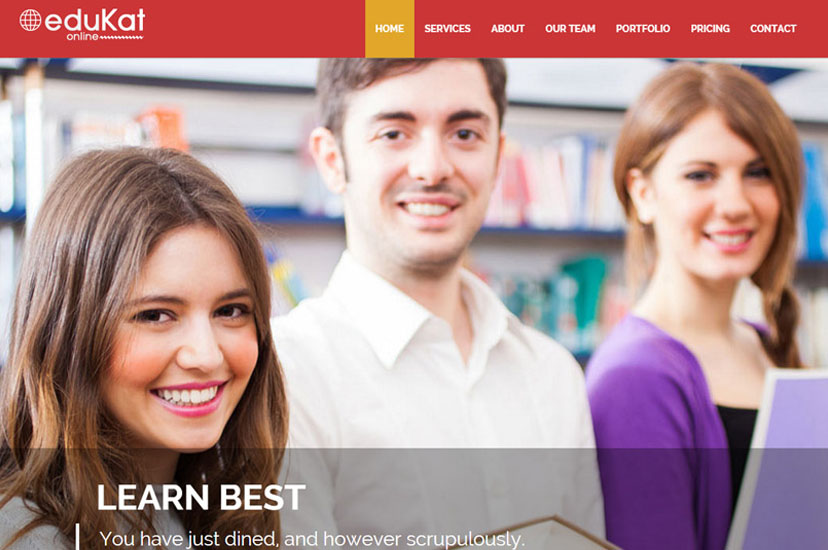 eduKat
online
HOME SERVICES ABOUT OUR TEAM PORTFOLIO PRICING CONTACT
LEARN BEST
You have just dined, and however scrupulously.